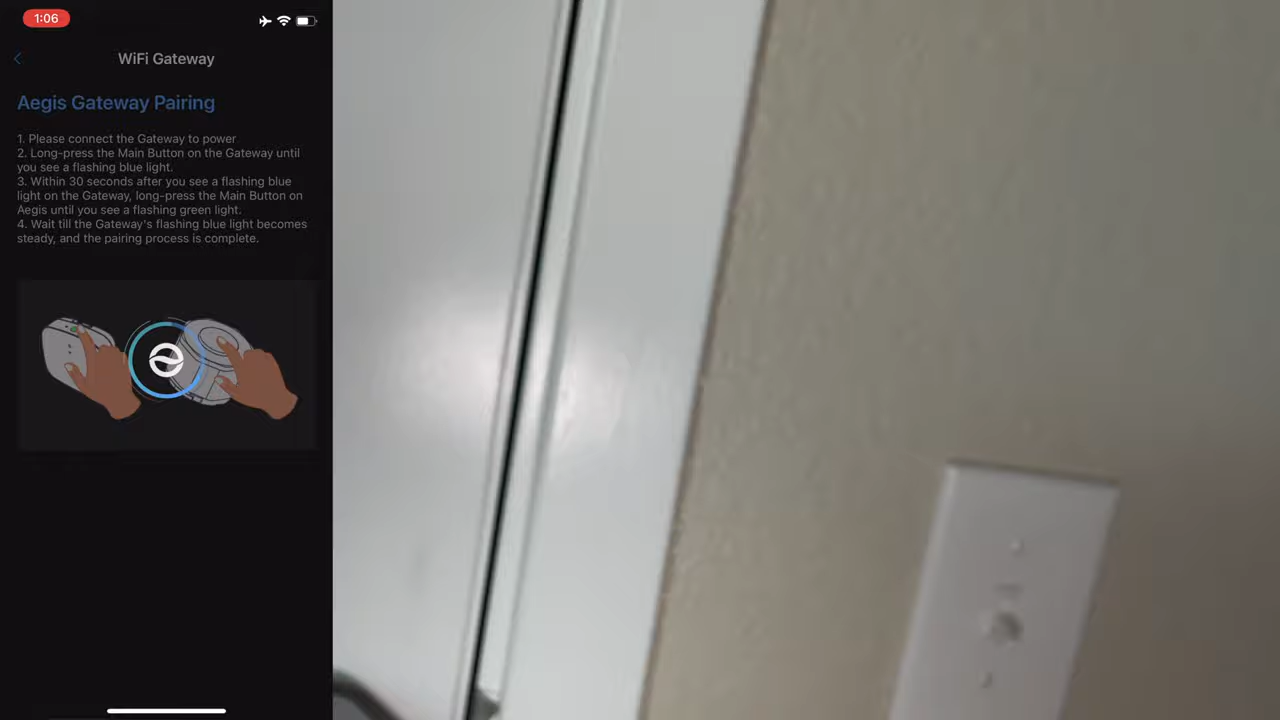 1:06
WiFi Gateway
Aegis Gateway Pairing
1. Please connect the Gateway to power
2. Long-press the Main Button on the Gateway until
you see a flashing blue light.
3. Within 30 seconds after you see a flashing blue
light on the Gateway, long-press the Main Button on
Aegis until you see a flashing green light.
4. Wait till the Gateway's flashing blue light becomes
steady, and the pairing process is complete.